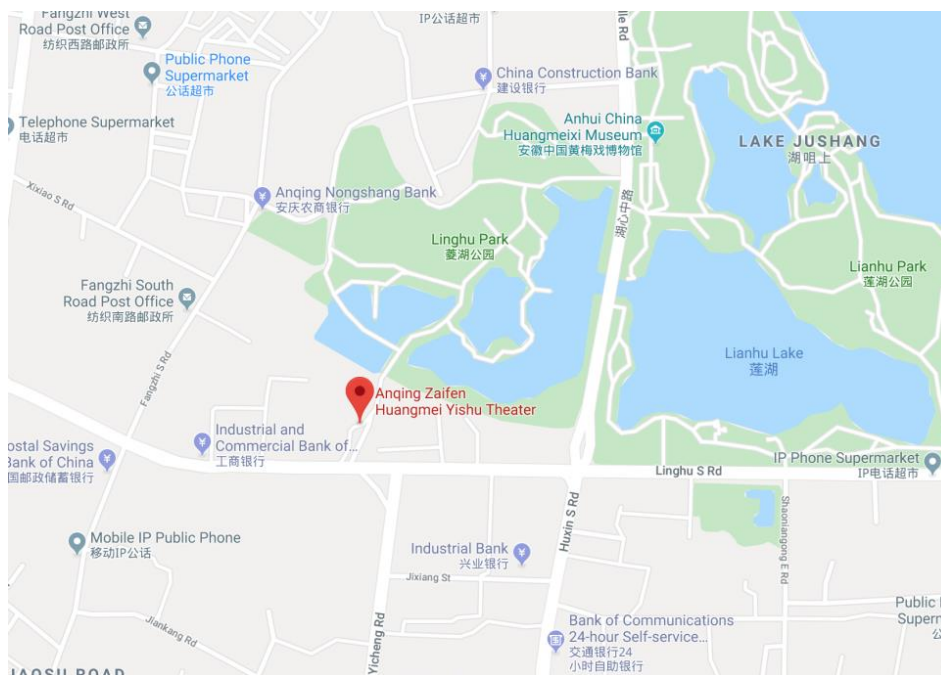 Fangzhi West
Road Post Office
纺织西路邮政所
IP公话超市
Public Phone
Supermarket
公话超市
China Construction Bank
建设银行
Telephone Supermarket
电话超市
Anhui China
Huangmeixi Museum
安徽中国黄梅戏博物馆
LAKE JUSHANG
湖咀上
Xixiao S Rd
Anqing Nongshang Bank
安庆农商银行
湖心中路
Linghu Park
菱湖公园
Lianhu Park
莲湖公园
Fangzhi South
Road Post Office
纺织南路邮政所
Lianhu Lake
莲湖
Fangzhi S Rd
Anqing Zaifen
Huangmei Yishu Theater
Industrial and
Commercial Bank of...
工商银行
ostal Savings
Bank of China
国邮政储蓄银行
Linghu S Rd
IP Phone Supermarket
IP电话超市
Mobile IP Public Phone
移动IP公话
Huxin S Rd
Shaoniangong E Rd
Industrial Bank
兴业银行
Jixiang St
Jiankang Rd
Yicheng Rd
Bank of Communications
24-hour Self-service...
交通银行24
小时自助银行
Public
Supern